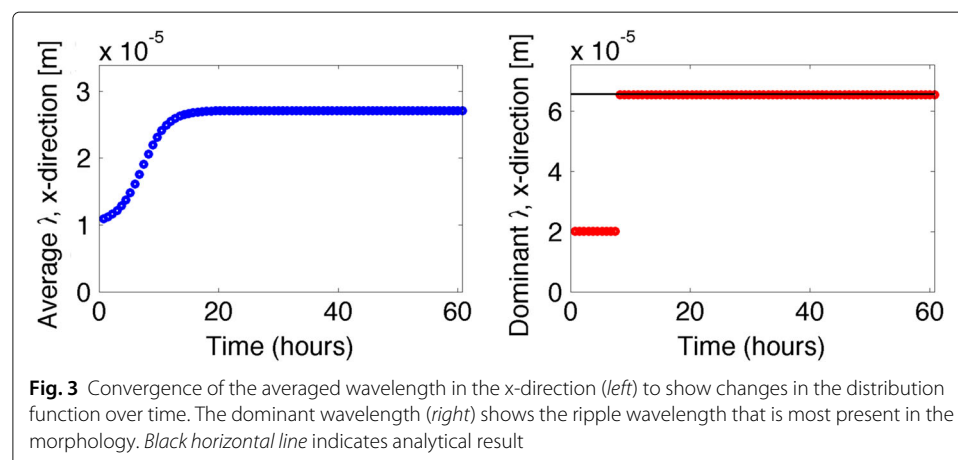 x 10⁻⁵
Average λ, x-direction [m]
3
2
1
0
0 20 40 60
Time (hours)
x 10⁻⁵
Dominant λ, x-direction [m]
6
4
2
0
0 20 40 60
Time (hours)
Fig. 3 Convergence of the averaged wavelength in the x-direction (left) to show changes in the distribution
function over time. The dominant wavelength (right) shows the ripple wavelength that is most present in the
morphology. Black horizontal line indicates analytical result